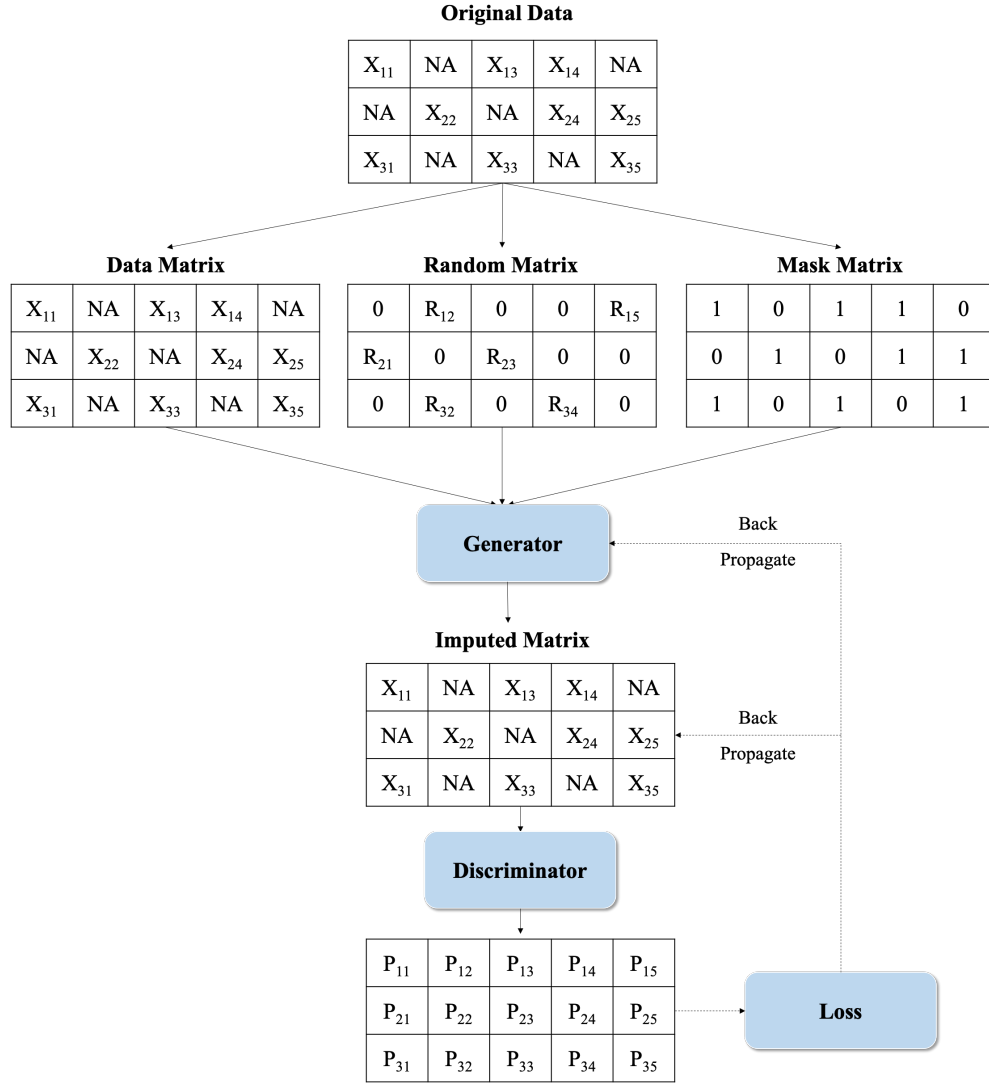 Original Data
X₁₁ NA X₁₃ X₁₄ NA
NA X₂₂ NA X₂₄ X₂₅
X₃₁ NA X₃₃ NA X₃₅
Data Matrix
X₁₁ NA X₁₃ X₁₄ NA
NA X₂₂ NA X₂₄ X₂₅
X₃₁ NA X₃₃ NA X₃₅
Random Matrix
0 R₁₂ 0 0 R₁₅
R₂₁ 0 R₂₃ 0 0
0 R₃₂ 0 R₃₄ 0
Mask Matrix
1 0 1 1 0
0 1 0 1 1
1 0 1 0 1
Generator
Back
Propagate
Imputed Matrix
X₁₁ NA X₁₃ X₁₄ NA
NA X₂₂ NA X₂₄ X₂₅
X₃₁ NA X₃₃ NA X₃₅
Back
Propagate
Discriminator
P₁₁ P₁₂ P₁₃ P₁₄ P₁₅
P₂₁ P₂₂ P₂₃ P₂₄ P₂₅
P₃₁ P₃₂ P₃₃ P₃₄ P₃₅
Loss